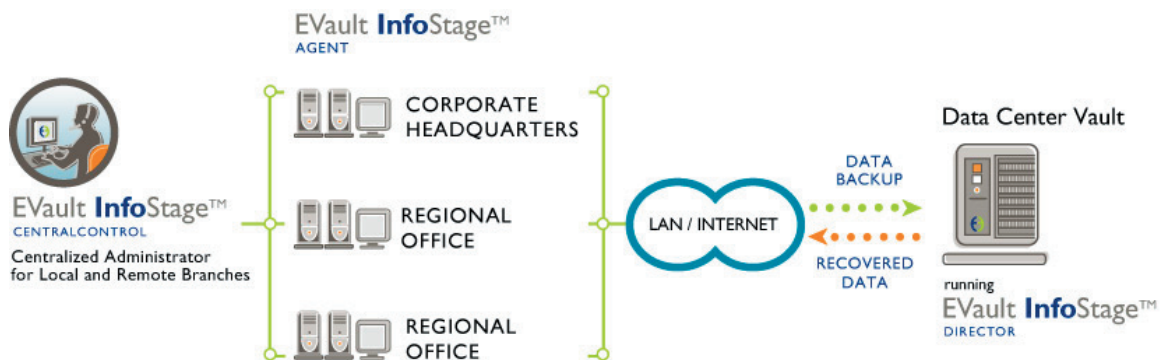 EVault InfoStage™
AGENT
EVault InfoStage™
CENTRALCONTROL
Centralized Administrator
for Local and Remote Branches
CORPORATE
HEADQUARTERS
REGIONAL
OFFICE
REGIONAL
OFFICE
LAN / INTERNET
DATA
BACKUP
RECOVERED
DATA
Data Center Vault
running
EVault InfoStage™
DIRECTOR